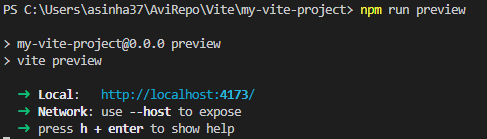 PS C:\Users\asinha37\AviRepo\Vite\my-vite-project> npm run preview
> my-vite-project@0.0.0 preview
> vite preview
➜ Local: http://localhost:4173/
➜ Network: use --host to expose
➜ press h + enter to show help